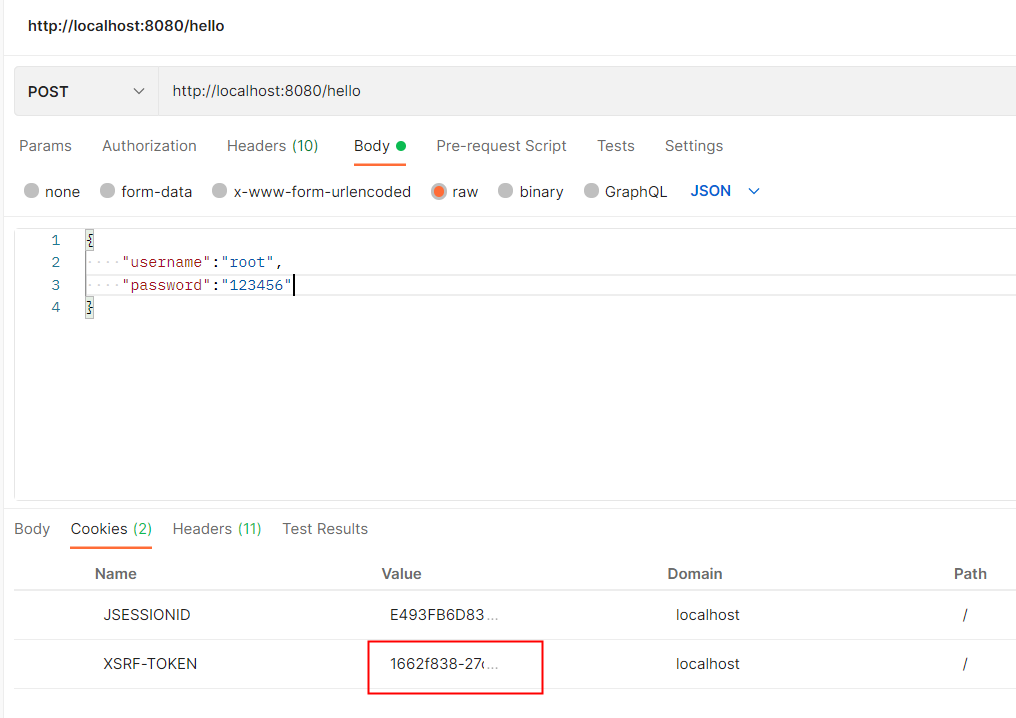 http://localhost:8080/hello
POST http://localhost:8080/hello
Params Authorization Headers (10) Body Pre-request Script Tests Settings
none form-data x-www-form-urlencoded raw binary GraphQL JSON
1 {
2 ····"username":"root",
3 ····"password":"123456"
4 }
Body Cookies (2) Headers (11) Test Results
Name Value Domain Path
JSESSIONID E493FB6D83... localhost /
XSRF-TOKEN 1662f838-27... localhost /